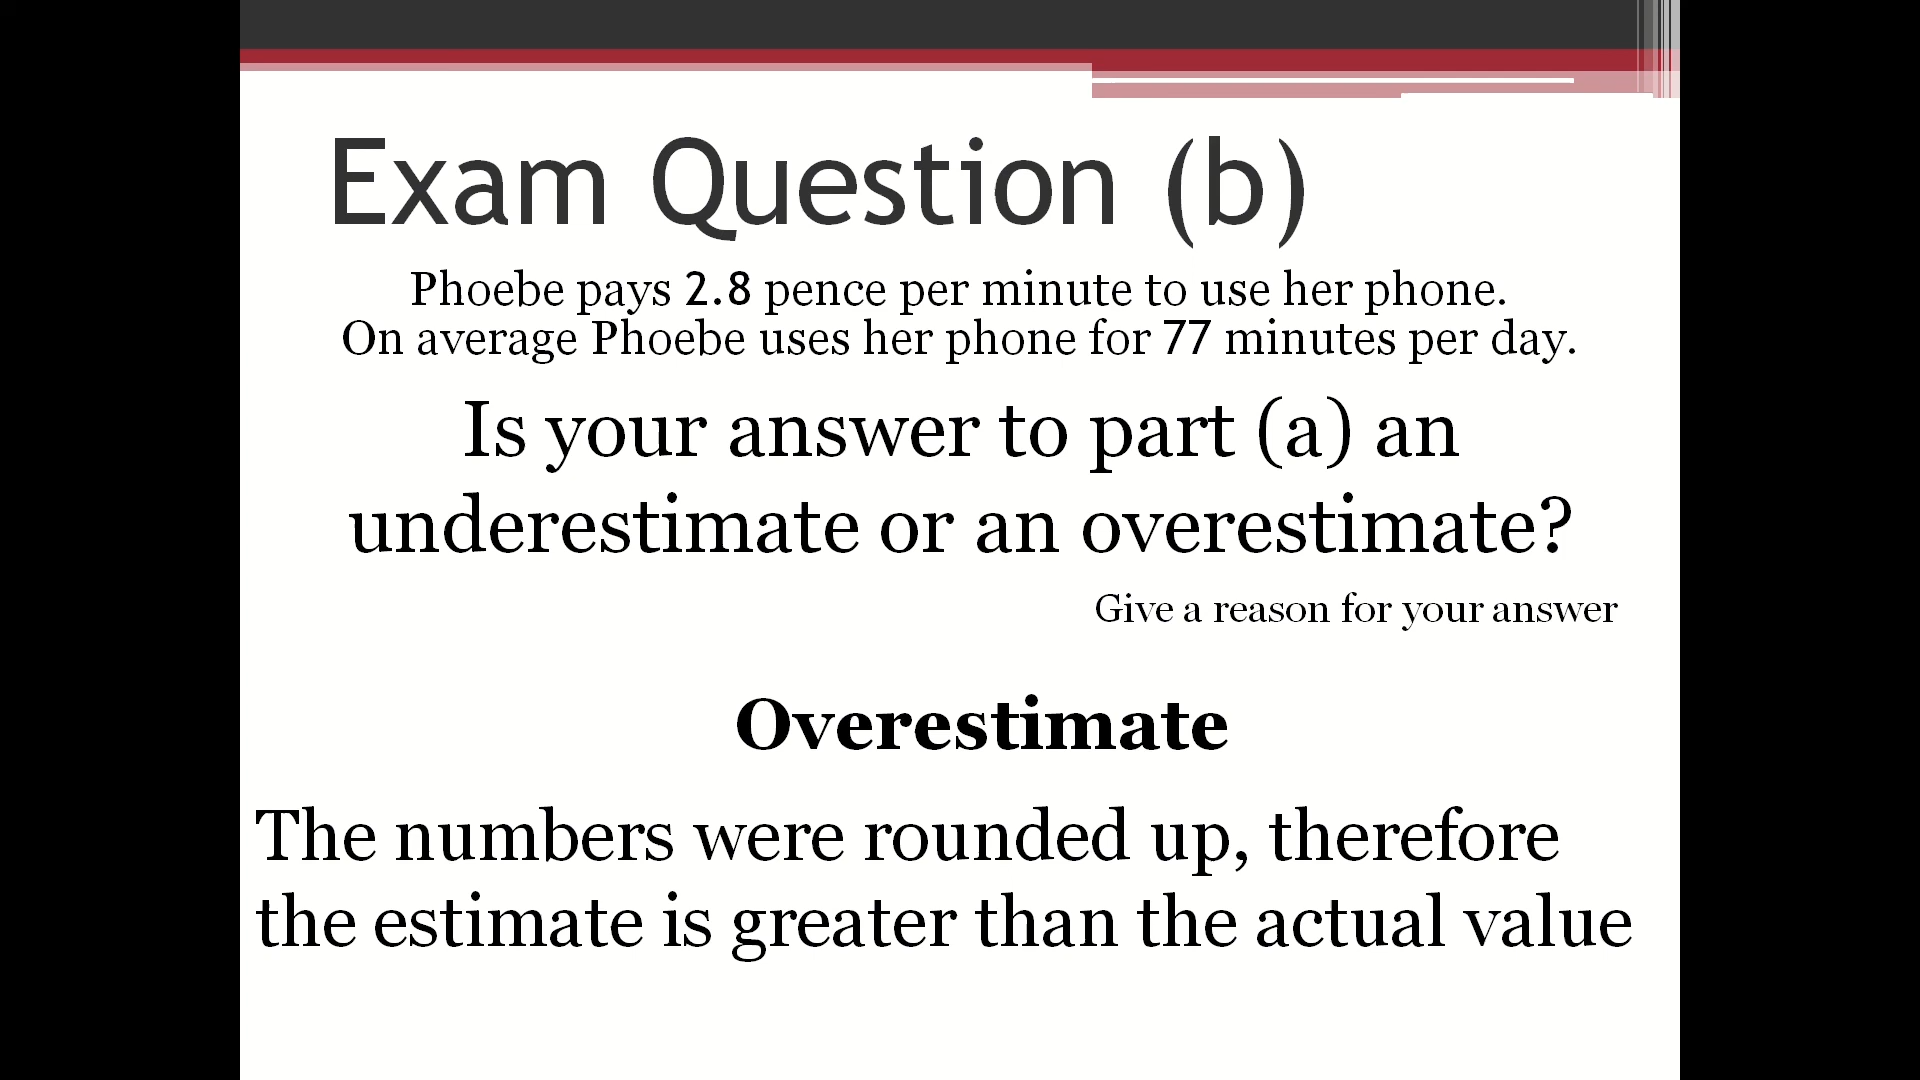 Exam Question (b)
Phoebe pays 2.8 pence per minute to use her phone.
On average Phoebe uses her phone for 77 minutes per day.
Is your answer to part (a) an
underestimate or an overestimate?
Give a reason for your answer
Overestimate
The numbers were rounded up, therefore
the estimate is greater than the actual value